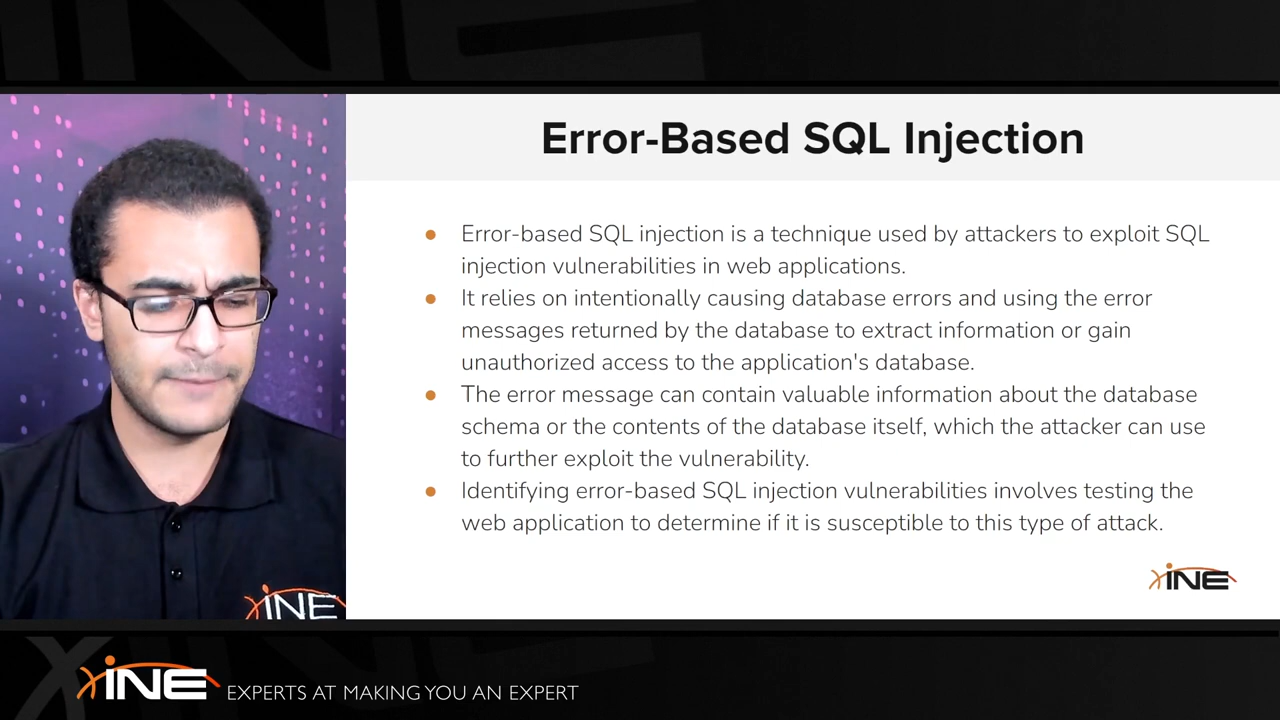 Error-Based SQL Injection
Error-based SQL injection is a technique used by attackers to exploit SQL
injection vulnerabilities in web applications.
It relies on intentionally causing database errors and using the error
messages returned by the database to extract information or gain
unauthorized access to the application's database.
The error message can contain valuable information about the database
schema or the contents of the database itself, which the attacker can use
to further exploit the vulnerability.
Identifying error-based SQL injection vulnerabilities involves testing the
web application to determine if it is susceptible to this type of attack.
iNE
iNE
iNE EXPERTS AT MAKING YOU AN EXPERT